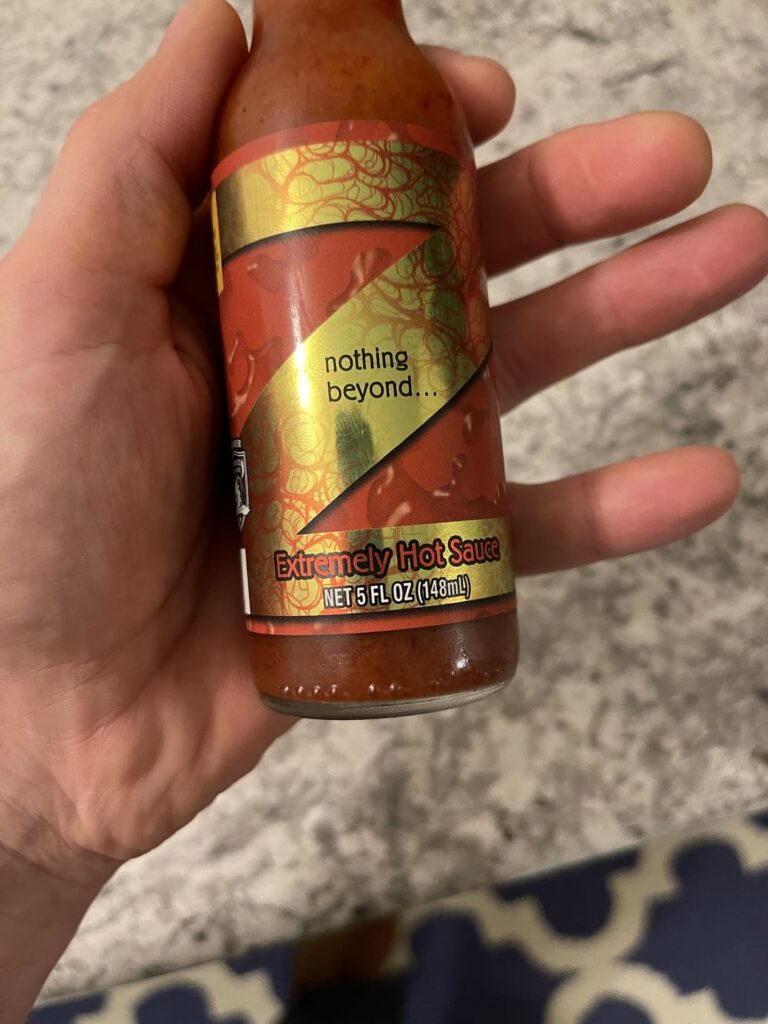 nothing
beyond...
Extremely Hot Sauce
NET 5 FL OZ (148mL)